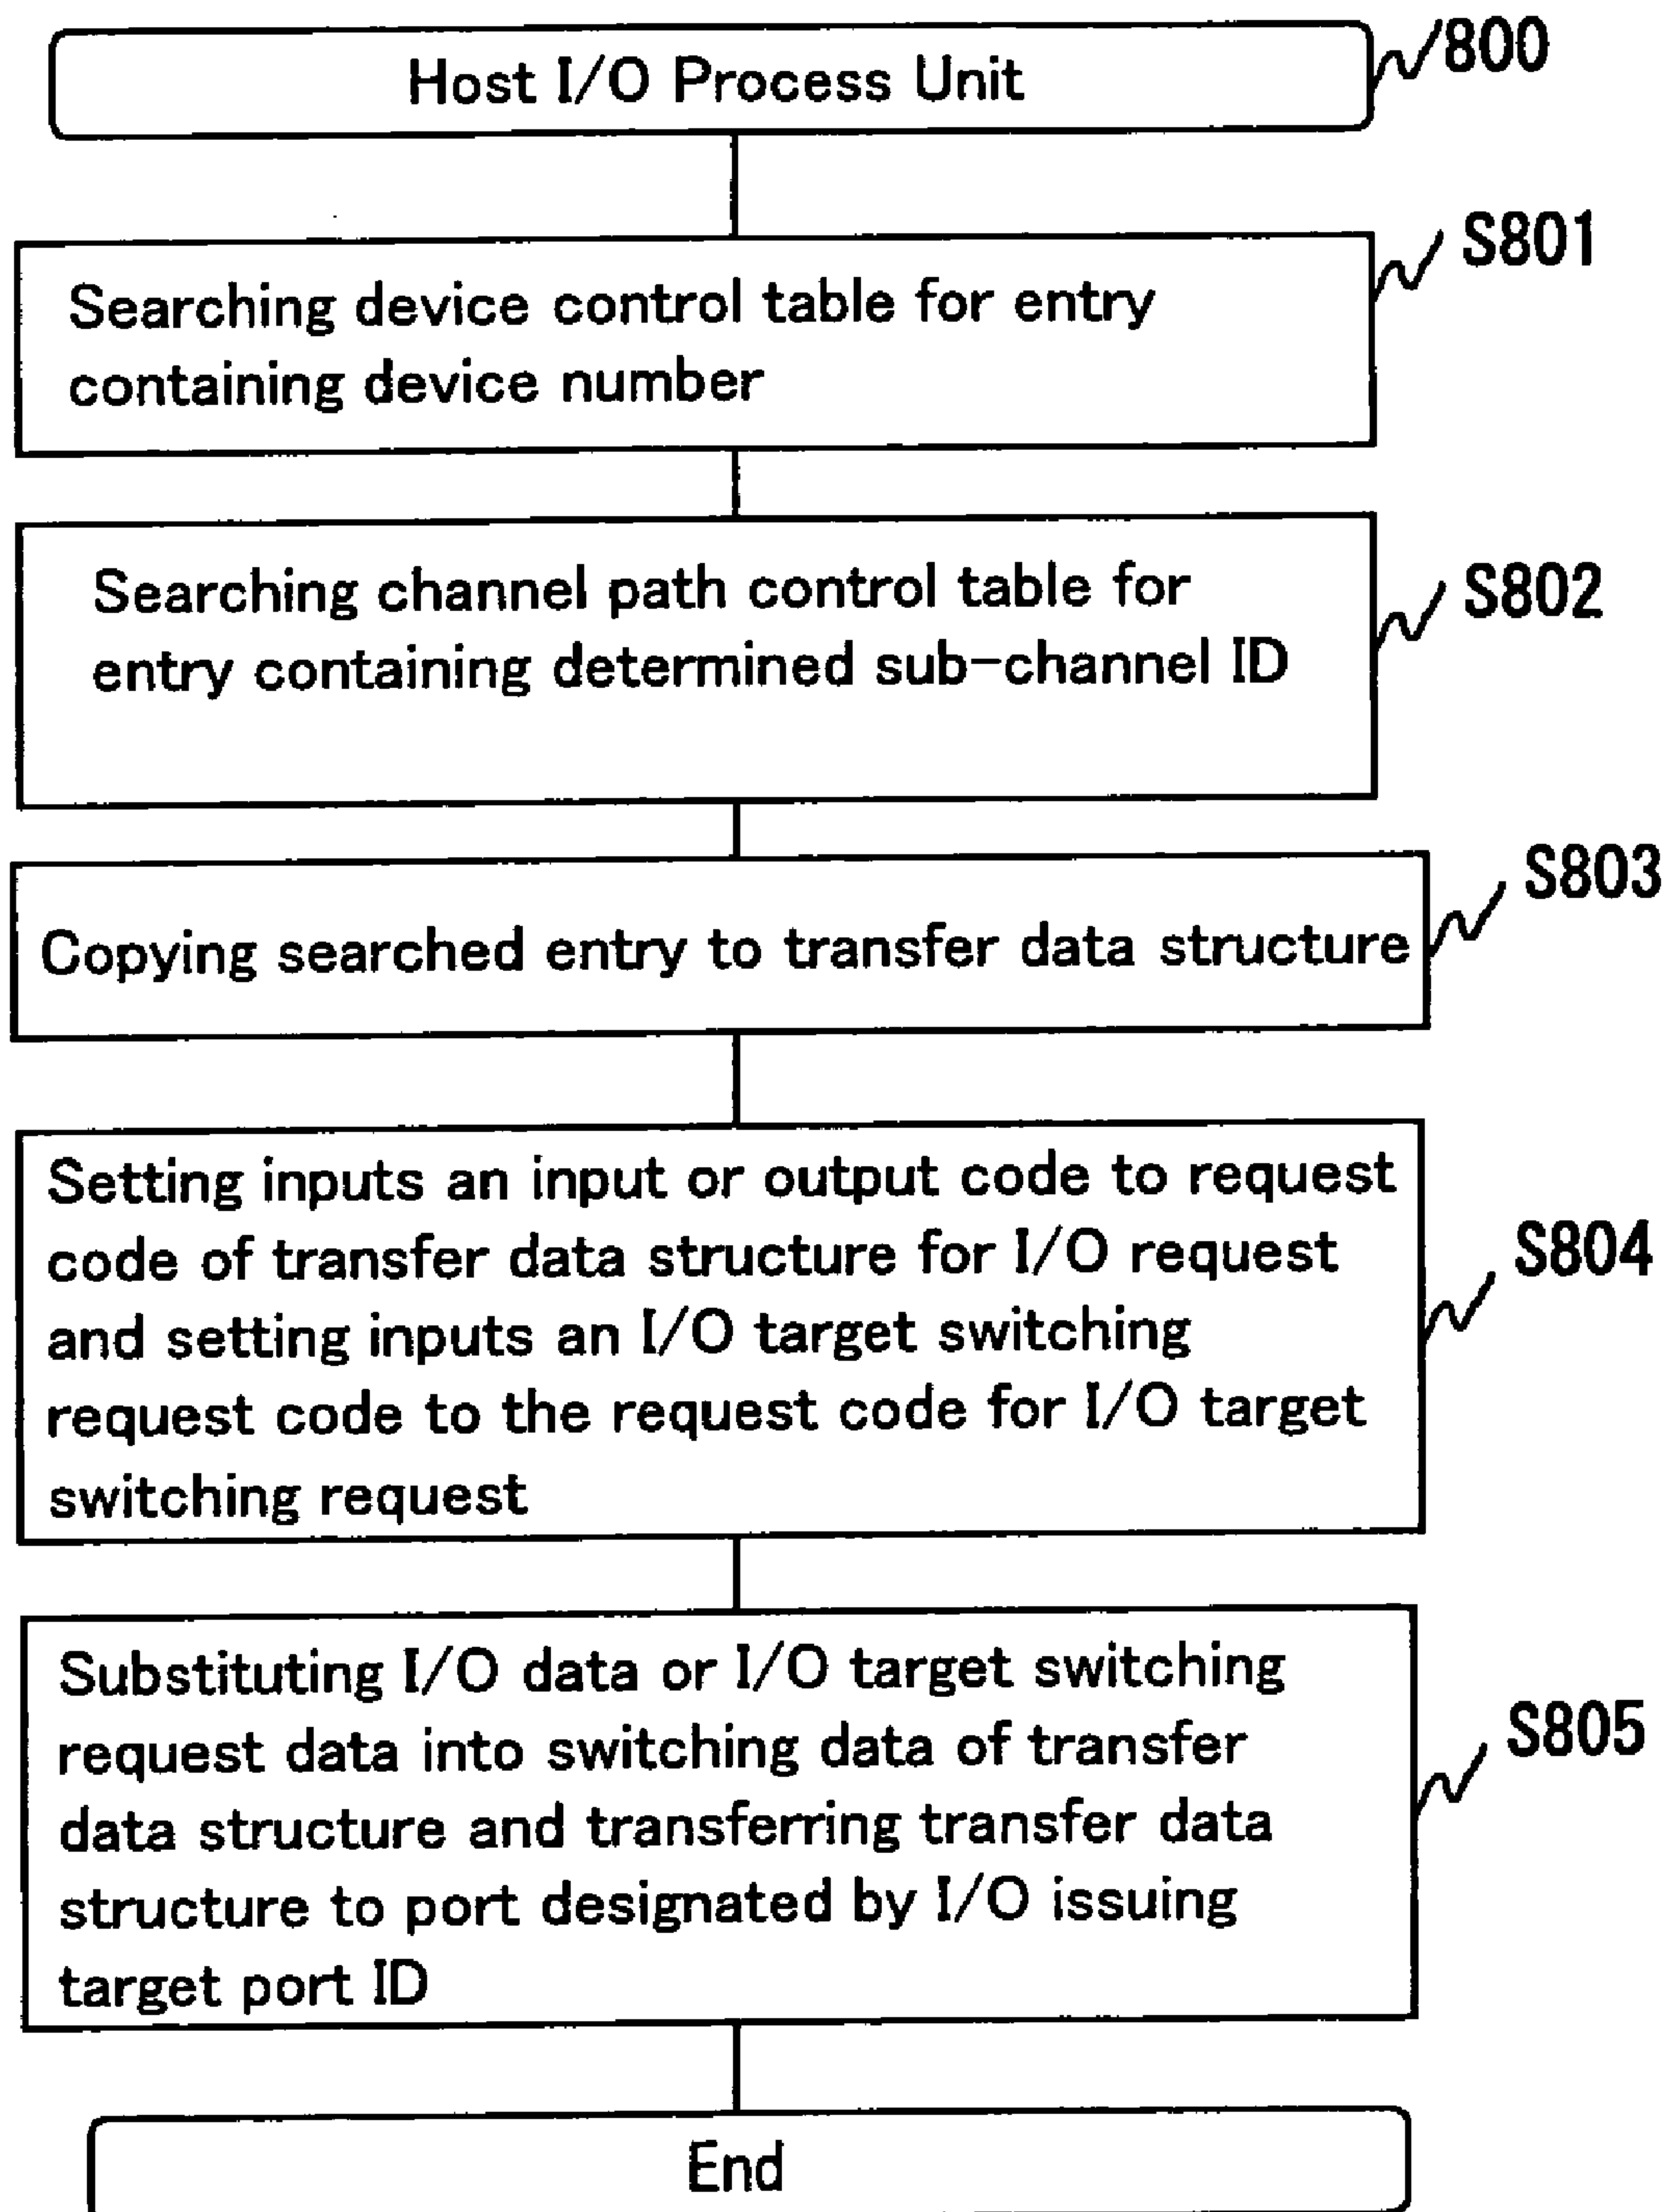 Host I/O Process Unit
800
Searching device control table for entry
containing device number
S801
Searching channel path control table for
entry containing determined sub-channel ID
S802
Copying searched entry to transfer data structure
S803
Setting inputs an input or output code to request
code of transfer data structure for I/O request
and setting inputs an I/O target switching
request code to the request code for I/O target
switching request
S804
Substituting I/O data or I/O target switching
request data into switching data of transfer
data structure and transferring transfer data
structure to port designated by I/O issuing
target port ID
S805
End